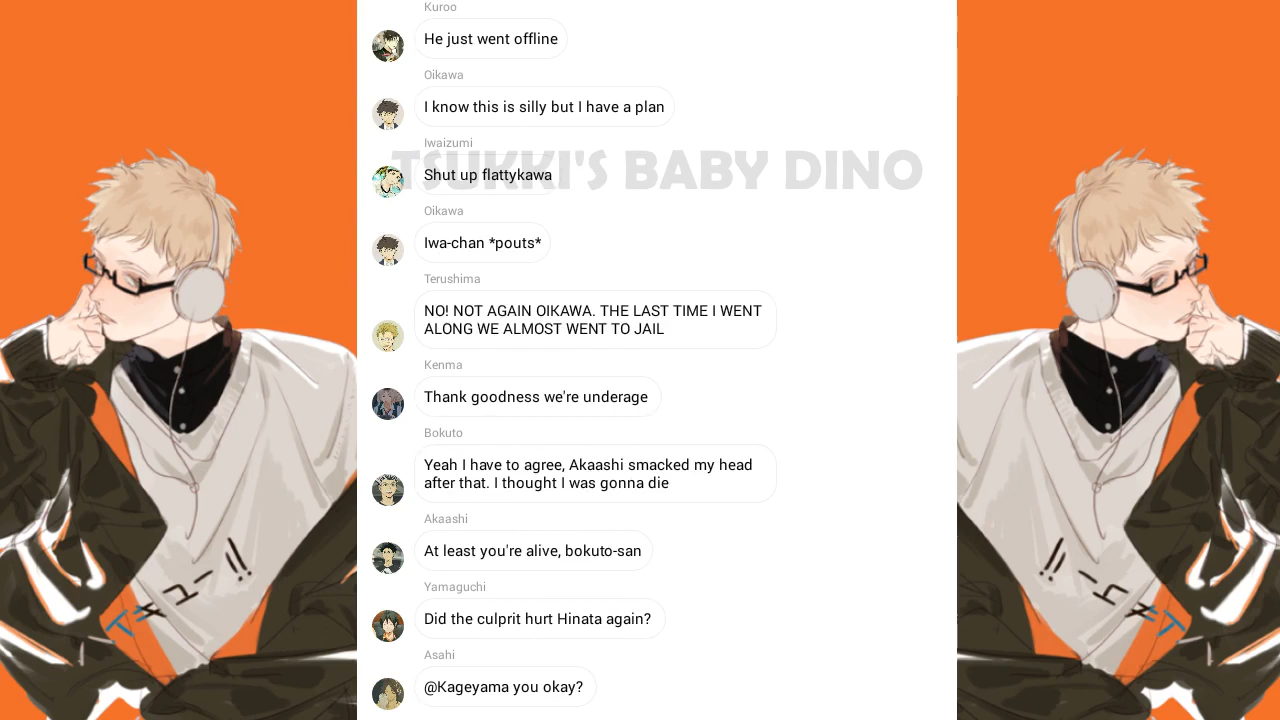 Kuroo
He just went offline
Oikawa
I know this is silly but I have a plan
Iwaizumi
TSUKKI'S BABY DINO
Shut up flattykawa
Oikawa
Iwa-chan *pouts*
Terushima
NO! NOT AGAIN OIKAWA. THE LAST TIME I WENT
ALONG WE ALMOST WENT TO JAIL
Kenma
Thank goodness we're underage
Bokuto
Yeah I have to agree, Akaashi smacked my head
after that. I thought I was gonna die
Akaashi
At least you're alive, bokuto-san
Yamaguchi
Did the culprit hurt Hinata again?
Asahi
@Kageyama you okay?